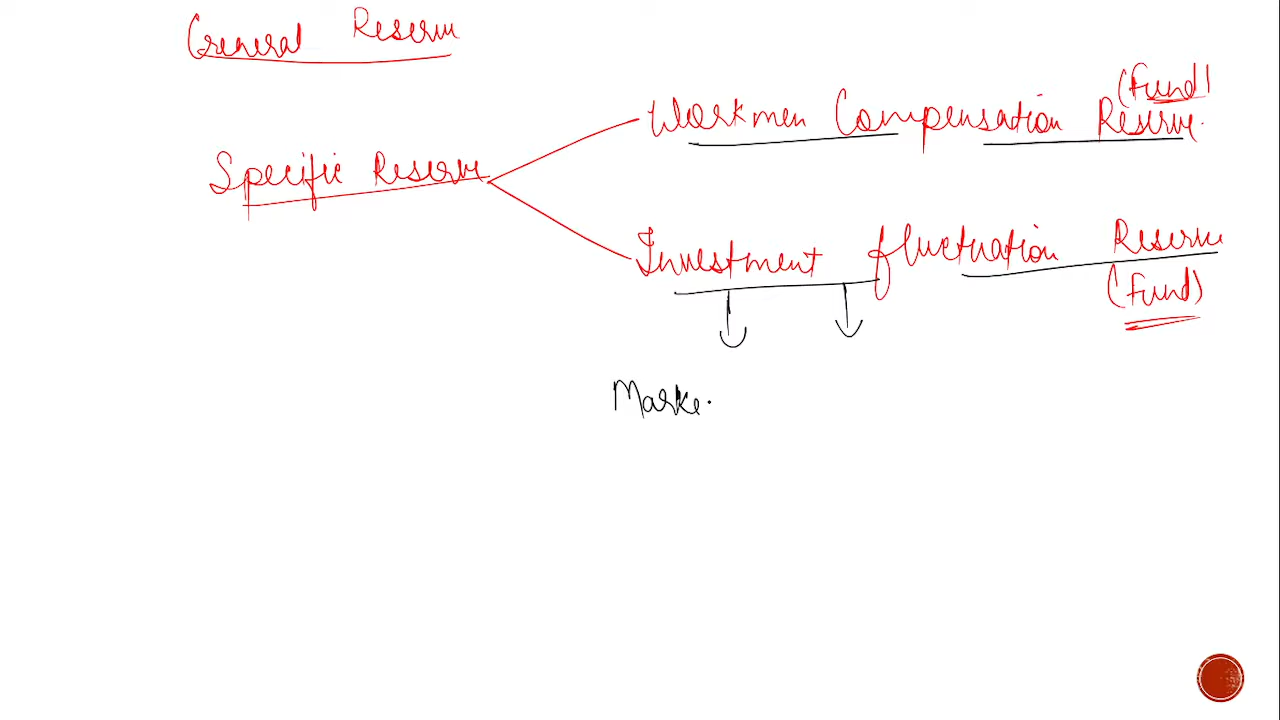 General Reserve
(Fund)
Workmen Compensation Reserve.
Specific Reserve
Investment fluctuation Reserve
(Fund)
Marke.